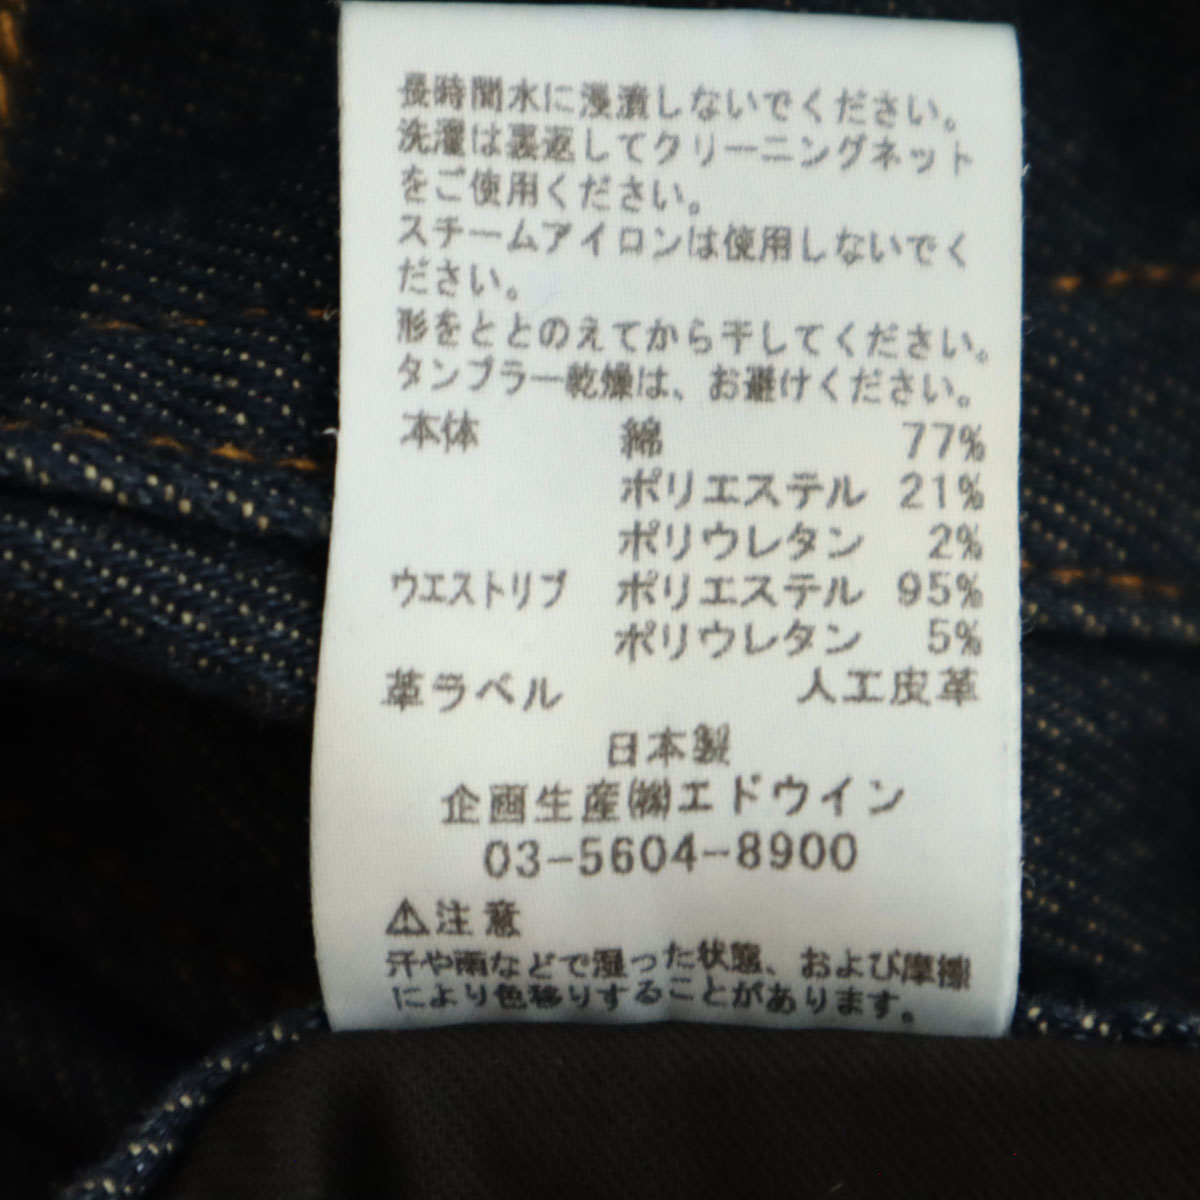 長時間水に浸漬しないでください。
洗濯は裏返してクリーニングネット
をご使用ください。
スチームアイロンは使用しないでく
ださい。
形をととのえてから干してください。
タンブラー乾燥は、お避けください。
本体 綿 77%
ポリエステル 21%
ポリウレタン 2%
ウエストリブ ポリエステル 95%
ポリウレタン 5%
革ラベル 人工皮革
日本製
企画生産㈱エドウイン
03-5604-8900
⚠注意
汗や雨などで湿った状態、および摩擦
により色移りすることがあります。